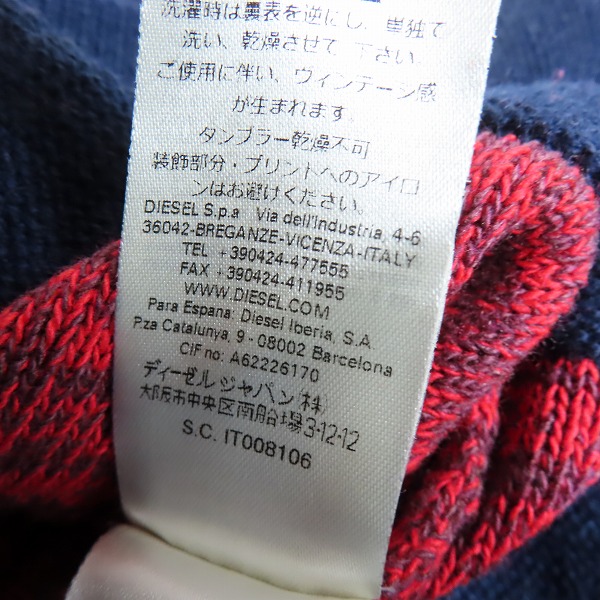 洗濯時は裏表を逆にし、単独で
洗い、乾燥させて下さい。
ご使用に伴い、ヴィンテージ感
が生まれます。
タンブラー乾燥不可
装飾部分・プリントへのアイロ
ンはお避けください。
DIESEL S.p.a Via dell'Industria, 4-6
36042-BREGANZE-VICENZA-ITALY
TEL +390424-477555
FAX +390424-411955
WWW.DIESEL.COM
Para Espana: Diesel Iberia, S.A.
P.za Catalunya, 9 - 08002 Barcelona
CIF no: A62226170
ディーゼル ジャパン(株)
大阪市中央区南船場3-12-12
S.C. IT008106